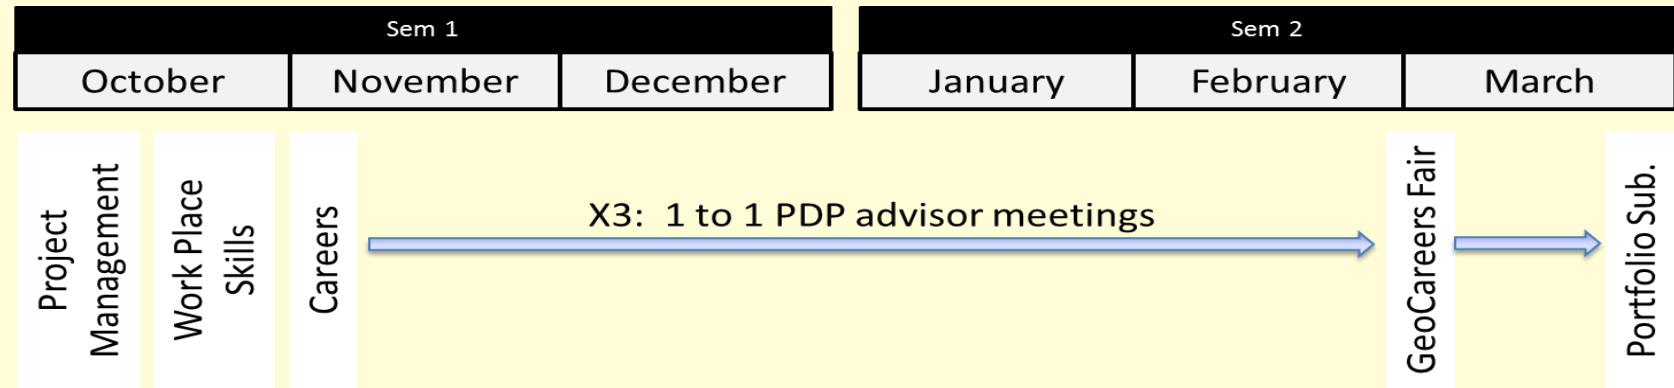 Sem 1
Sem 2
October
November
December
January
February
March
Project
Management
Work Place
Skills
Careers
X3:  1 to 1 PDP advisor meetings
GeoCareers Fair
Portfolio Sub.